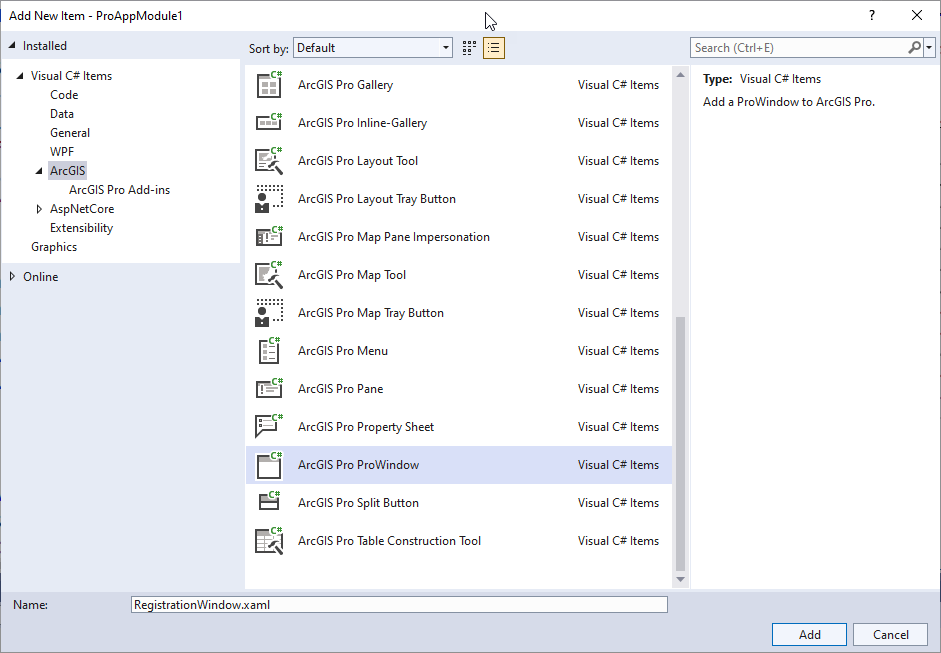 Add New Item - ProAppModule1
?
Installed
Sort by: Default
Search (Ctrl+E)
Visual C# Items
Code
Data
General
WPF
ArcGIS
ArcGIS Pro Add-ins
AspNetCore
Extensibility
Graphics
Online
C# ArcGIS Pro Gallery Visual C# Items
C# ArcGIS Pro Inline-Gallery Visual C# Items
C# ArcGIS Pro Layout Tool Visual C# Items
ArcGIS Pro Layout Tray Button Visual C# Items
C# ArcGIS Pro Map Pane Impersonation Visual C# Items
C# ArcGIS Pro Map Tool Visual C# Items
ArcGIS Pro Map Tray Button Visual C# Items
C# ArcGIS Pro Menu Visual C# Items
C# ArcGIS Pro Pane Visual C# Items
C# ArcGIS Pro Property Sheet Visual C# Items
C# ArcGIS Pro ProWindow Visual C# Items
C# ArcGIS Pro Split Button Visual C# Items
C# ArcGIS Pro Table Construction Tool Visual C# Items
Type: Visual C# Items
Add a ProWindow to ArcGIS Pro.
Name: RegistrationWindow.xaml
Add Cancel